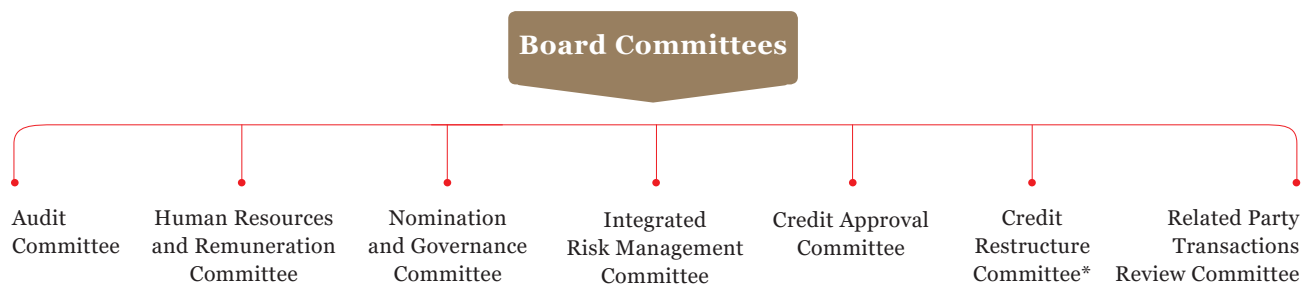 Board Committees
Audit
Committee
Human Resources
and Remuneration
Committee
Nomination
and Governance
Committee
Integrated
Risk Management
Committee
Credit Approval
Committee
Credit
Restructure
Committee*
Related Party
Transactions
Review Committee